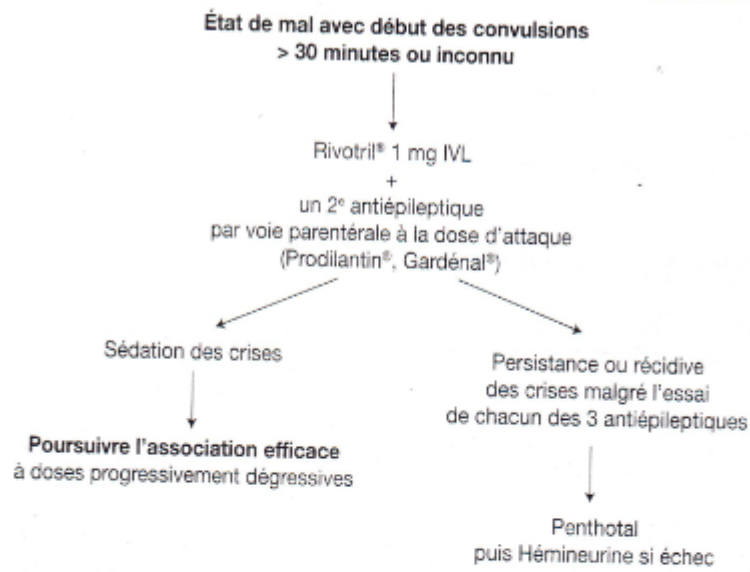 État de mal avec début des convulsions
> 30 minutes ou inconnu
Rivotril® 1 mg IVL
+
un 2e antiépileptique
par voie parentérale à la dose d'attaque
(Prodilantin®, Gardénal®)
Sédation des crises
Poursuivre l'association efficace
à doses progressivement dégressives
Persistance ou récidive
des crises malgré l'essai
de chacun des 3 antiépileptiques
Penthotal
puis Hémineurine si échec